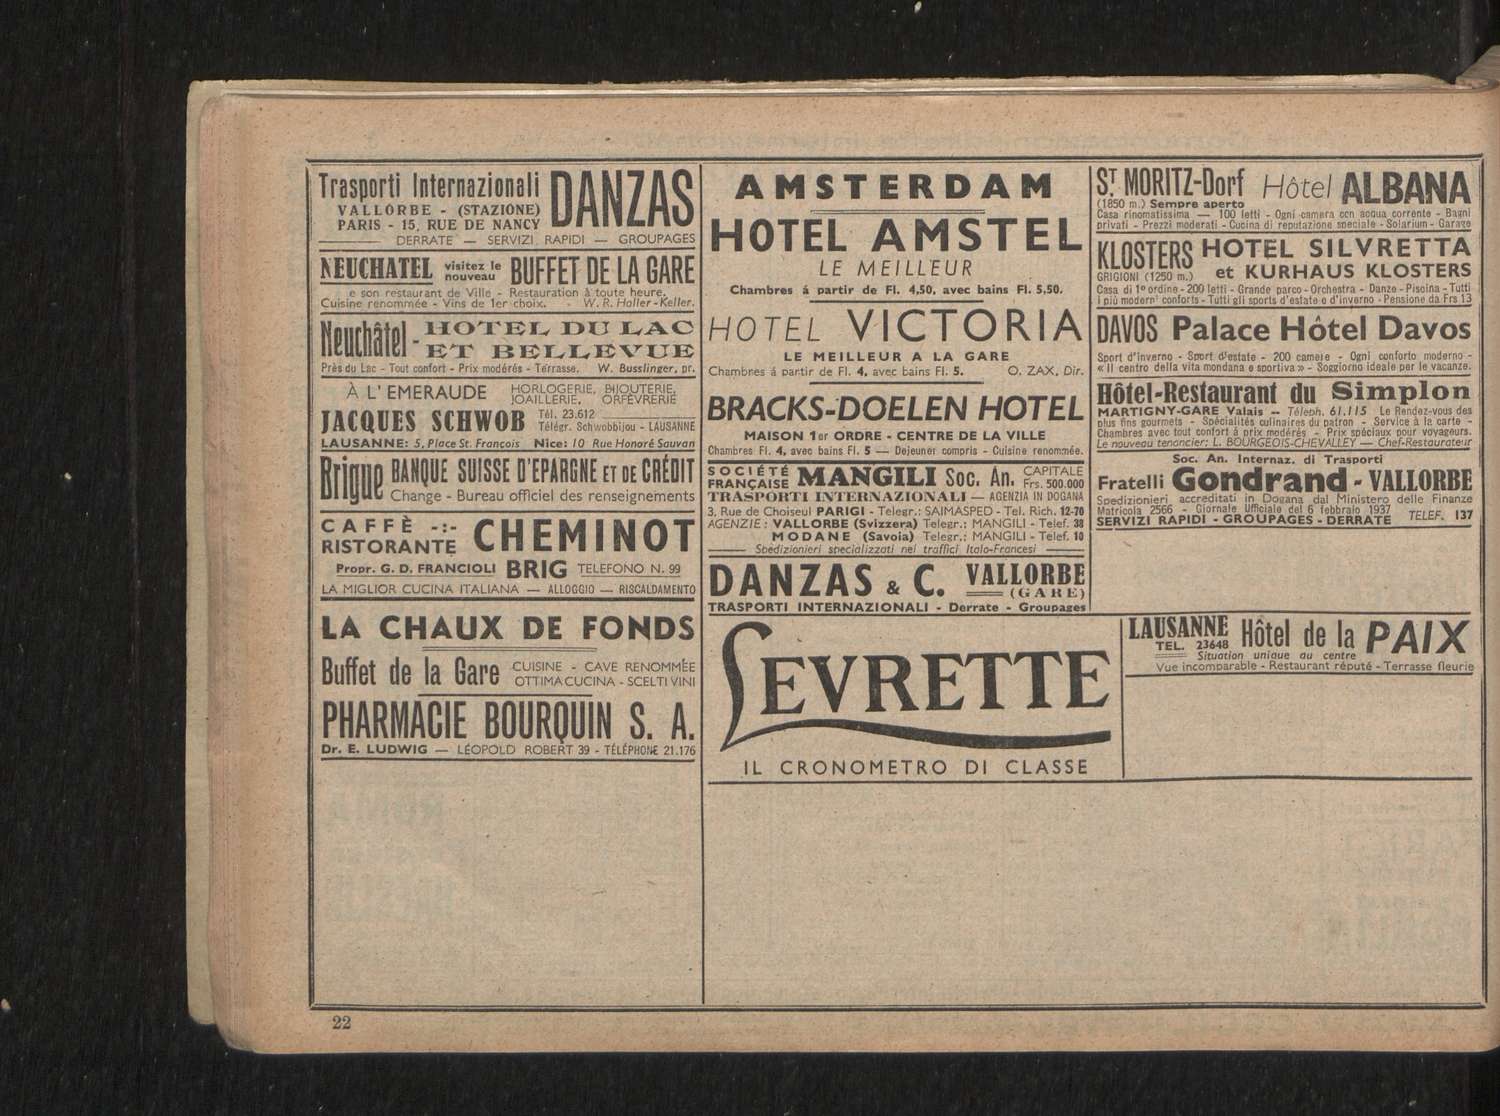 Trasporti Internazionali DANZAS
VALLORBE - (STAZIONE)
PARIS - 15, RUE DE NANCY
DERRATE — SERVIZI RAPIDI — GROUPAGES
NEUCHATEL visitez le nouveau BUFFET DE LA GARE
e son restaurant de Ville - Restauration à toute heure.
Cuisine renommée - Vins de 1er choix. - W. R. Haller-Keller.
Neuchâtel - HOTEL DU LAC
ET BELLEVUE
Près du Lac - Tout confort - Prix modérés - Terrasse. W. Busslinger, pr.
À L'EMERAUDE HORLOGERIE, BIJOUTERIE,
JOAILLERIE, ORFÉVRERIE
JACQUES SCHWOB Tél. 23.612
Télégr. Schwobbijou - LAUSANNE
LAUSANNE: 5, Place St. François Nice: 10 Rue Honoré Sauvan
Brigue BANQUE SUISSE D'EPARGNE ET DE CRÉDIT
Change - Bureau officiel des renseignements
CAFFÈ -:-
RISTORANTE CHEMINOT
Propr. G. D. FRANCIOLI BRIG TELEFONO N. 99
LA MIGLIOR CUCINA ITALIANA — ALLOGGIO — RISCALDAMENTO
LA CHAUX DE FONDS
Buffet de la Gare CUISINE - CAVE RENOMMÉE
OTTIMA CUCINA - SCELTI VINI
PHARMACIE BOURQUIN S. A.
Dr. E. LUDWIG — LÉOPOLD ROBERT 39 - TÉLÉPHONE 21.176
AMSTERDAM
HOTEL AMSTEL
LE MEILLEUR
Chambres á partir de Fl. 4,50, avec bains Fl. 5,50.
HOTEL VICTORIA
LE MEILLEUR A LA GARE
Chambres á partir de Fl. 4, avec bains Fl. 5. O. ZAX, Dir.
BRACKS-DOELEN HOTEL
MAISON 1er ORDRE - CENTRE DE LA VILLE
Chambres Fl. 4, avec bains Fl. 5 — Dejeuner compris - Cuisine renommée.
SOCIÉTÉ
FRANÇAISE MANGILI Soc. An. CAPITALE
Frs. 500.000
TRASPORTI INTERNAZIONALI — AGENZIA IN DOGANA
3, Rue de Choiseul PARIGI - Telegr.: SAIMASPED - Tel. Rich. 12-70
AGENZIE: VALLORBE (Svizzera) Telegr.: MANGILI - Telef. 38
MODANE (Savoia) Telegr.: MANGILI - Telef. 10
Spedizionieri specializzati nei traffici Italo-Francesi
DANZAS & C. VALLORBE
(GARE)
TRASPORTI INTERNAZIONALI - Derrate - Groupages
SEVRETTE
IL CRONOMETRO DI CLASSE
ST. MORITZ-Dorf Hôtel ALBANA
(1850 m.) Sempre aperto
Casa rinomatissima — 100 letti - Ogni camera con acqua corrente - Bagni
privati - Prezzi moderati - Cucina di reputazione speciale - Solarium - Garage
KLOSTERS HOTEL SILVRETTA
GRIGIONI (1250 m.) et KURHAUS KLOSTERS
Casa di 1º ordine - 200 letti - Grande parco - Orchestra - Danze - Piscina - Tutti
i più modern' conforts - Tutti gli sports d'estate e d'inverno - Pensione da Frs 13
DAVOS Palace Hôtel Davos
Sport d'inverno - Sport d'estate - 200 camere - Ogni conforto moderno -
« Il centro della vita mondana e sportiva » - Soggiorno ideale per le vacanze.
Hôtel-Restaurant du Simplon
MARTIGNY-GARE Valais — Téleph. 61.115 Le Rendez-vous des
plus fins gourmets - Spécialités culinaires du patron - Service à la carte -
Chambres avec tout confort à prix modérés - Prix spéciaux pour voyageurs.
Le nouveau tenancier: L. BOURGEOIS-CHEVALLEY — Chef-Restaurateur
Soc. An. Internaz. di Trasporti
Fratelli Gondrand - VALLORBE
Spedizionieri accreditati in Dogana dal Ministero delle Finanze
Matricola 2566 - Giornale Ufficiale del 6 febbraio 1937
SERVIZI RAPIDI - GROUPAGES - DERRATE TELEF. 137
LAUSANNE Hôtel de la PAIX
TEL. 23648
Situation unique au centre
Vue incomparable - Restaurant réputé - Terrasse fleurie
22